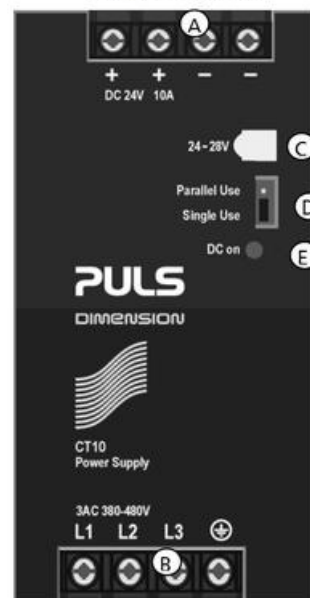 A
+ + − −
DC 24V 10A
24-28V
C
Parallel Use
D
Single Use
DC on
E
PULS
DIMENSION
CT10
Power Supply
3AC 380-480V
L1 L2 L3
B